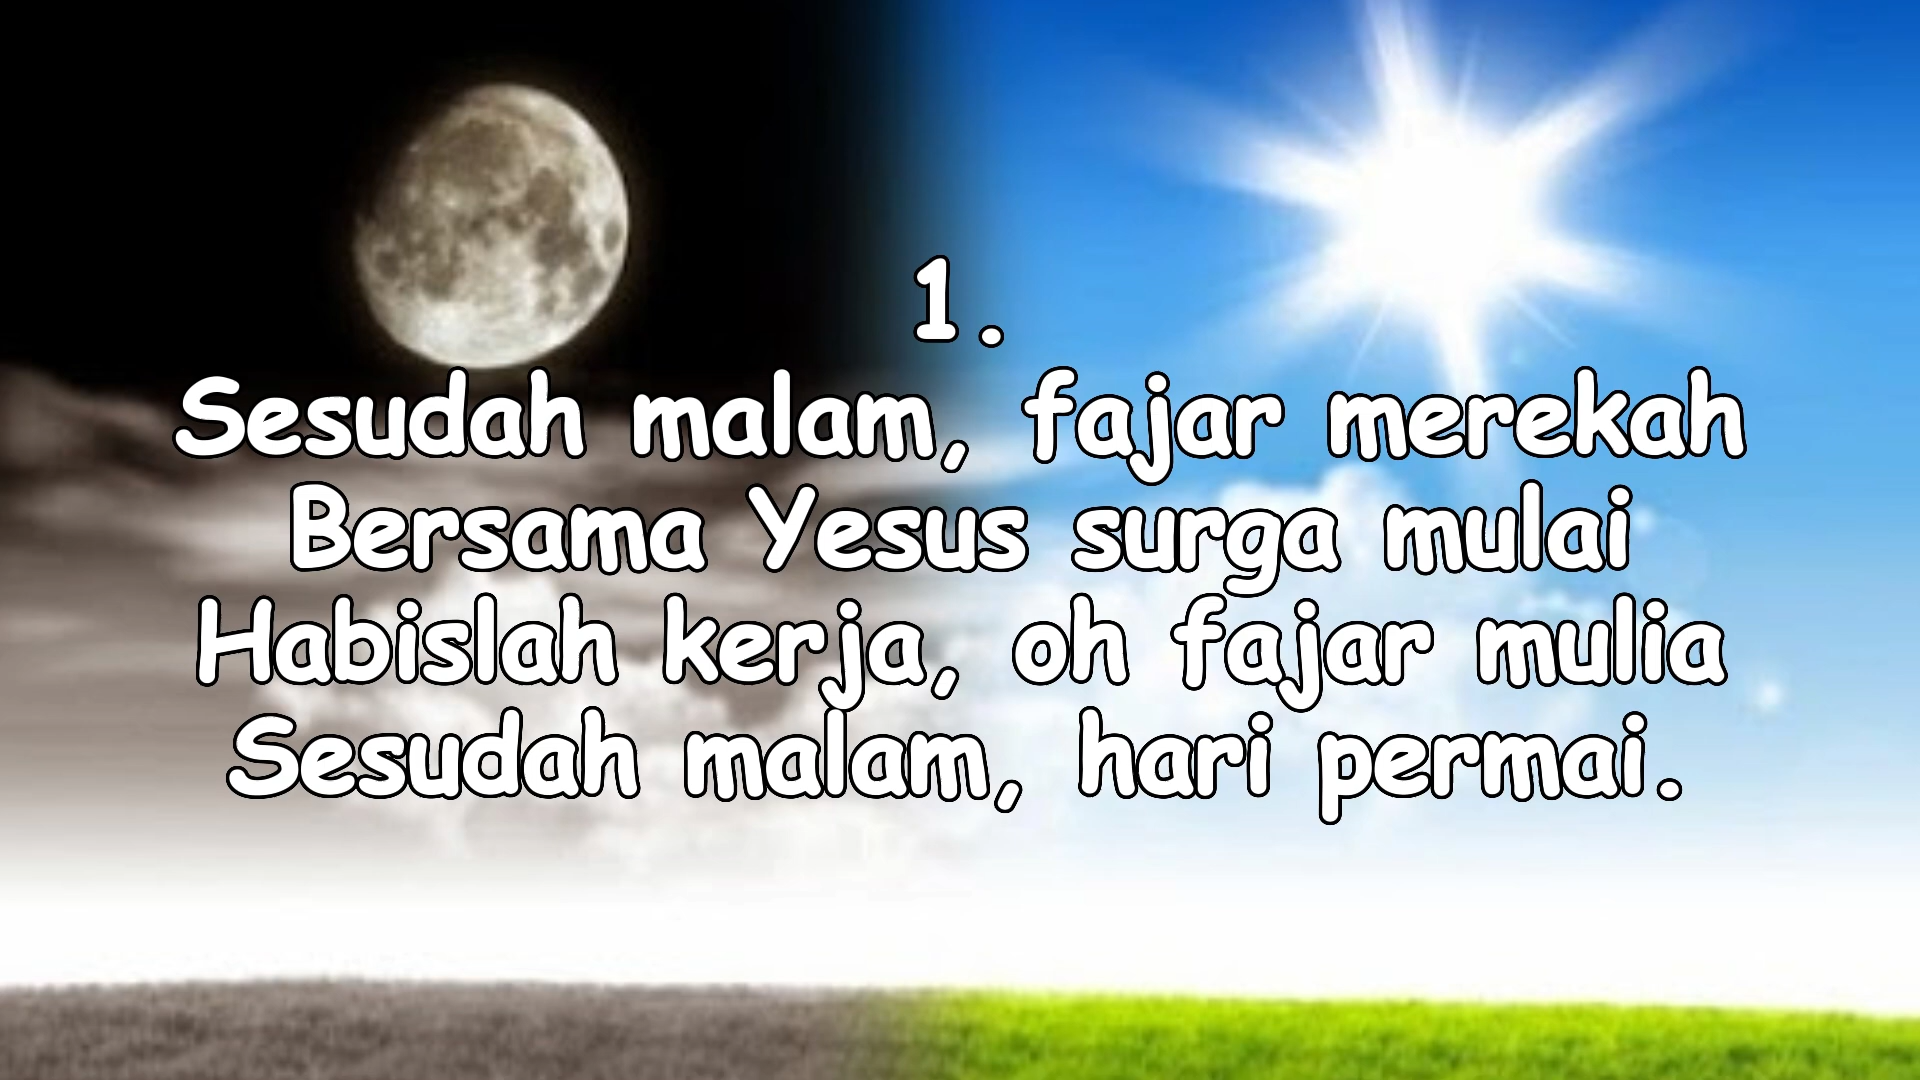 1.
Sesudah malam, fajar merekah
Bersama Yesus surga mulai
Habislah kerja, oh fajar mulia
Sesudah malam, hari permai.